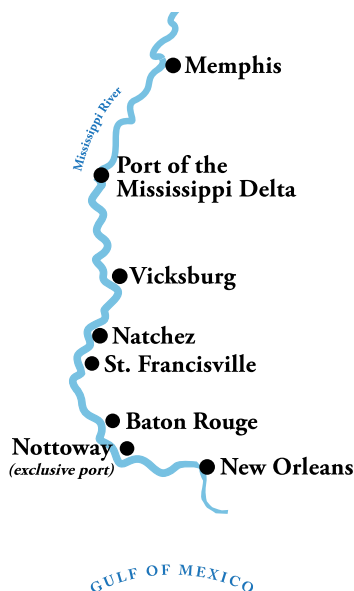 Memphis
Mississippi River
Port of the
Mississippi Delta
Vicksburg
Natchez
St. Francisville
Baton Rouge
Nottoway
(exclusive port)
New Orleans
GULF OF MEXICO